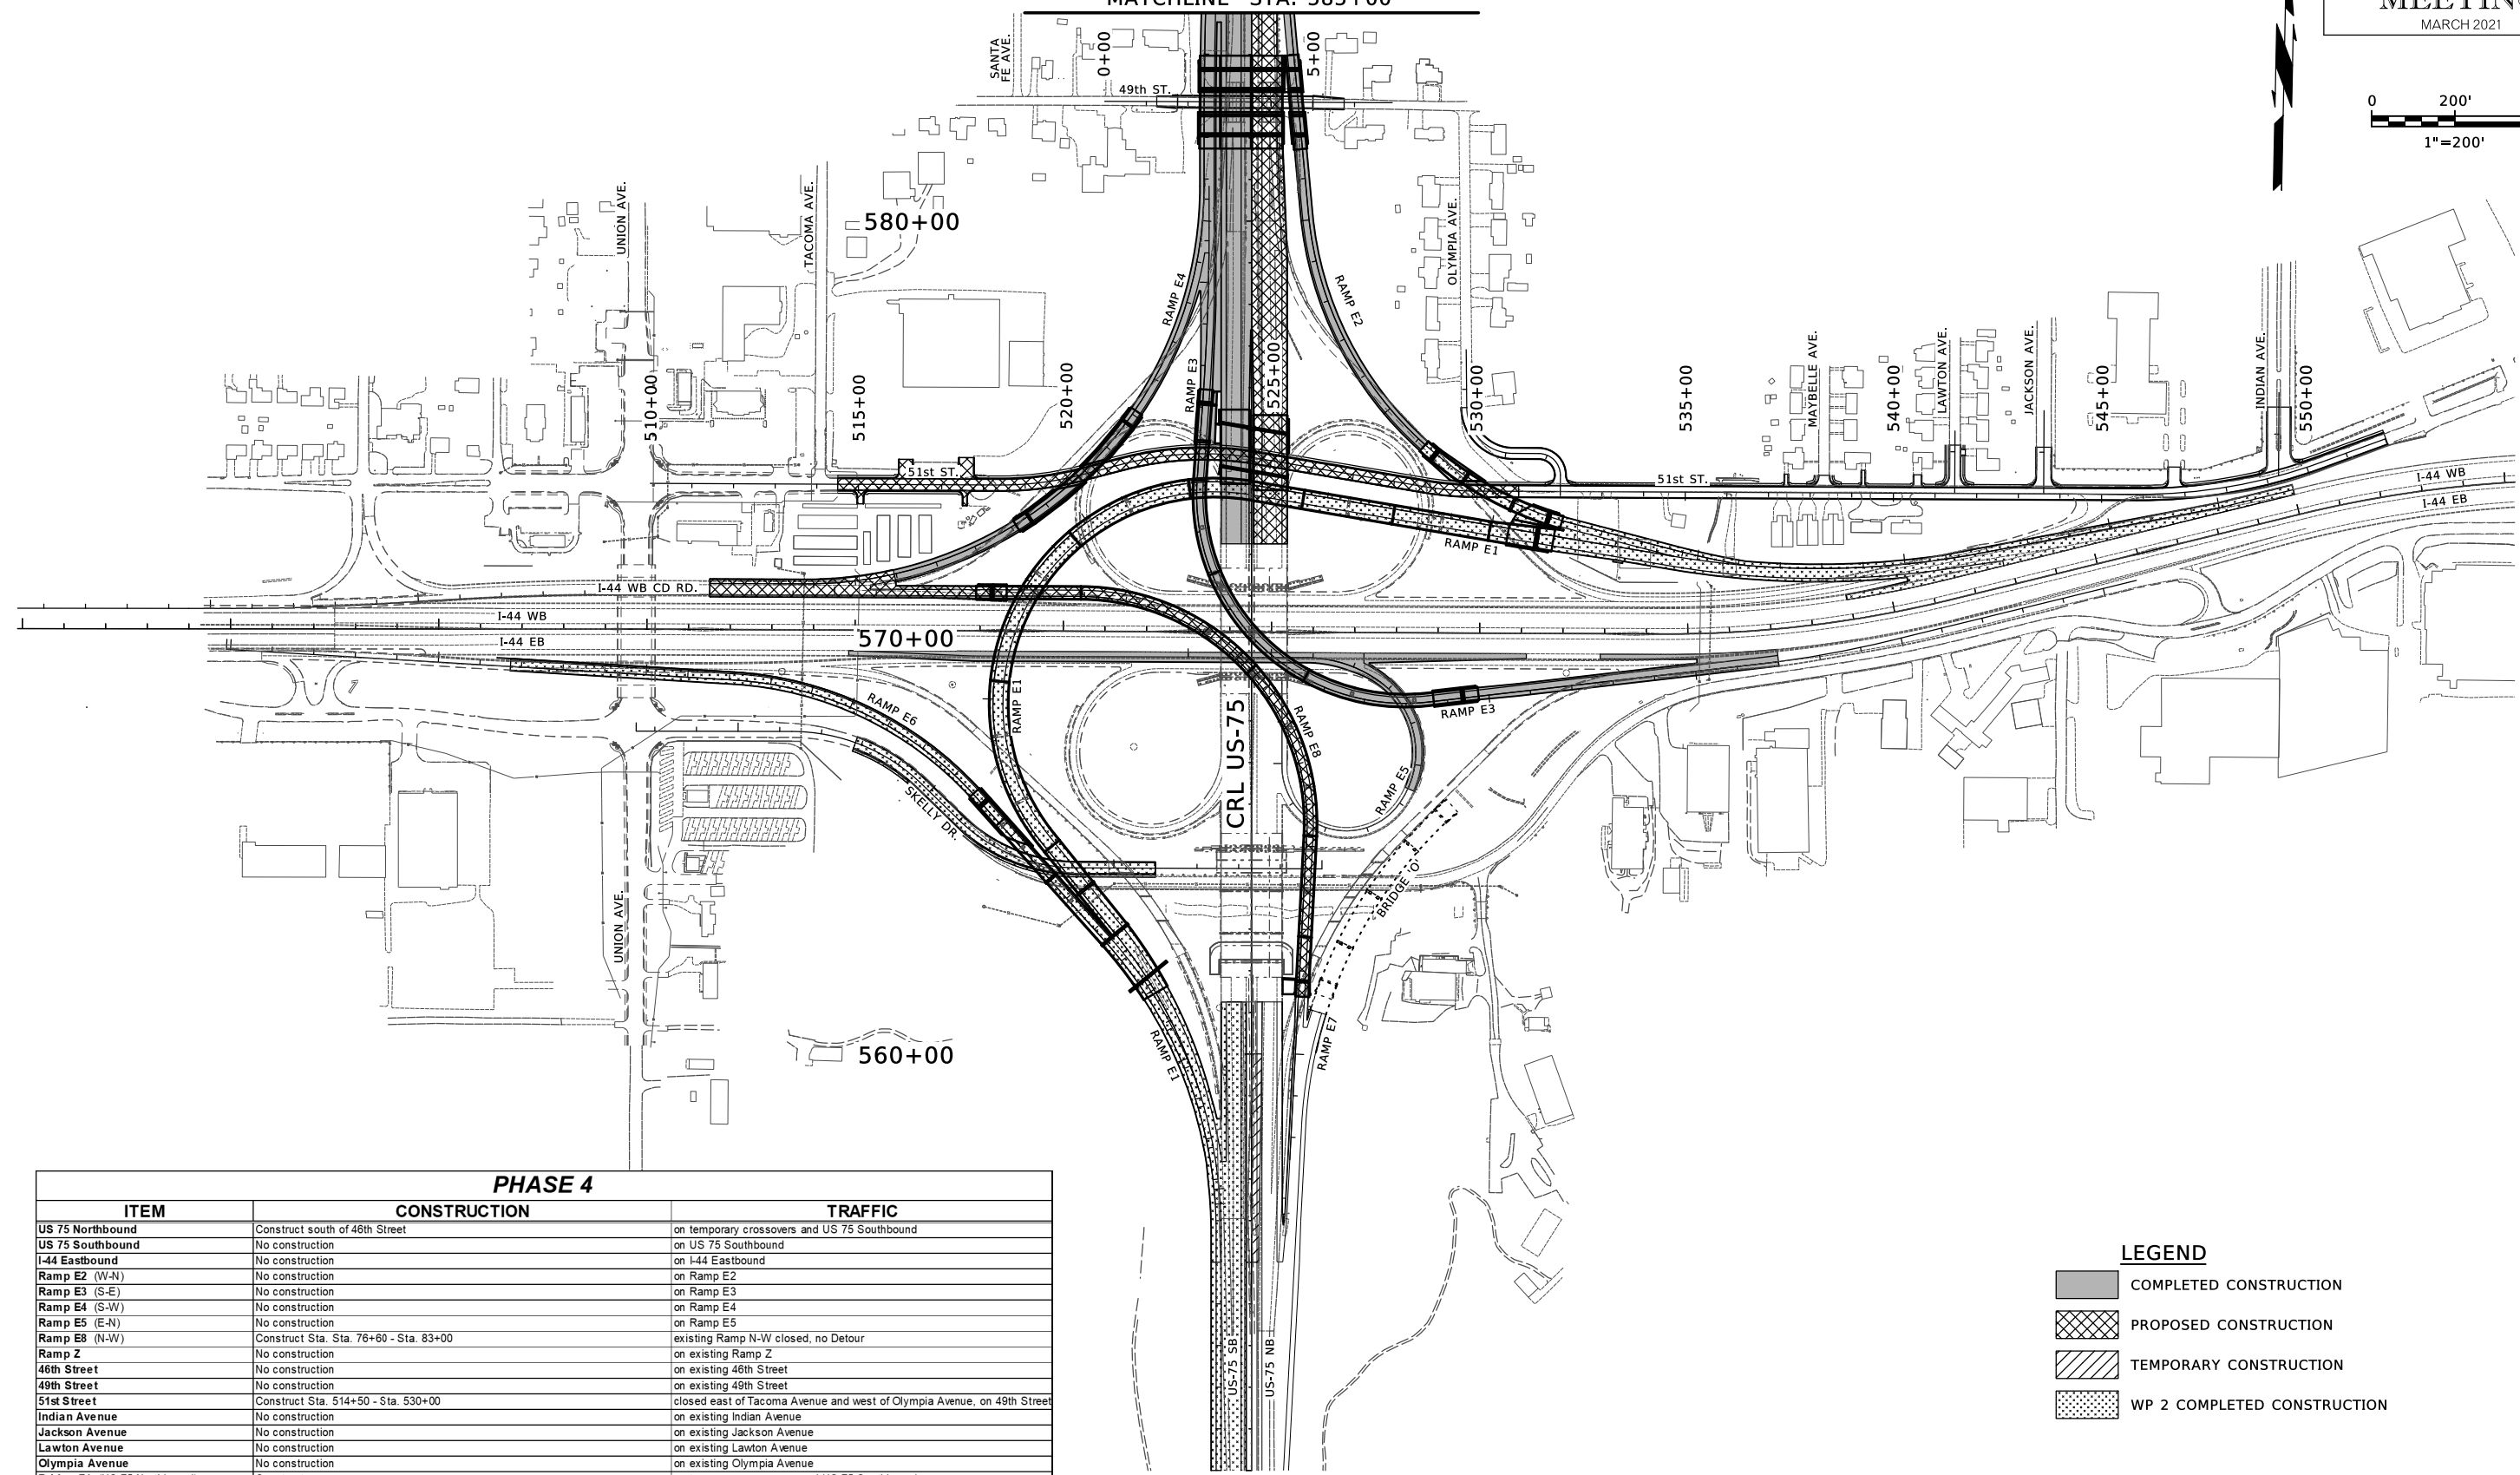 MATCHLINE STA. 585+00
MEETING
MARCH 2021
SANTA
FE AVE.
0+00
5+00
49th ST.
0 200'
1"=200'
UNION AVE.
TACOMA AVE.
580+00
OLYMPIA AVE.
RAMP E4
RAMP E2
RAMP E3
510+00
515+00
520+00
525+00
530+00
535+00
MAYBELLE AVE.
540+00
LAWTON AVE.
JACKSON AVE.
545+00
INDIAN AVE.
550+00
51st ST.
51st ST.
I-44 WB
I-44 EB
RAMP E1
I-44 WB CD RD.
I-44 WB
I-44 EB
570+00
RAMP E6
RAMP E1
CRL US-75
RAMP E8
RAMP E3
RAMP E5
SKELLY DR.
BRIDGE 'O'
UNION AVE.
560+00
RAMP E1
RAMP E7
US-75 SB
US-75 NB
PHASE 4
ITEM CONSTRUCTION TRAFFIC
US 75 Northbound Construct south of 46th Street on temporary crossovers and US 75 Southbound
US 75 Southbound No construction on US 75 Southbound
I-44 Eastbound No construction on I-44 Eastbound
Ramp E2 (W-N) No construction on Ramp E2
Ramp E3 (S-E) No construction on Ramp E3
Ramp E4 (S-W) No construction on Ramp E4
Ramp E5 (E-N) No construction on Ramp E5
Ramp E8 (N-W) Construct Sta. Sta. 76+60 - Sta. 83+00 existing Ramp N-W closed, no Detour
Ramp Z No construction on existing Ramp Z
46th Street No construction on existing 46th Street
49th Street No construction on existing 49th Street
51st Street Construct Sta. 514+50 - Sta. 530+00 closed east of Tacoma Avenue and west of Olympia Avenue, on 49th Street
Indian Avenue No construction on existing Indian Avenue
Jackson Avenue No construction on existing Jackson Avenue
Lawton Avenue No construction on existing Lawton Avenue
Olympia Avenue No construction on existing Olympia Avenue
LEGEND
COMPLETED CONSTRUCTION
PROPOSED CONSTRUCTION
TEMPORARY CONSTRUCTION
WP 2 COMPLETED CONSTRUCTION